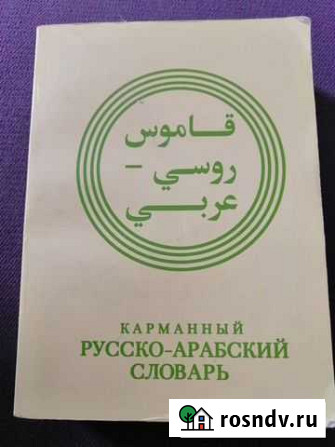 قاموس
روسي -
عربي
КАРМАННЫЙ
РУССКО-АРАБСКИЙ
СЛОВАРЬ
rosndv.ru